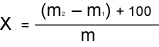 X = (m₂ − m₁) + 100
m